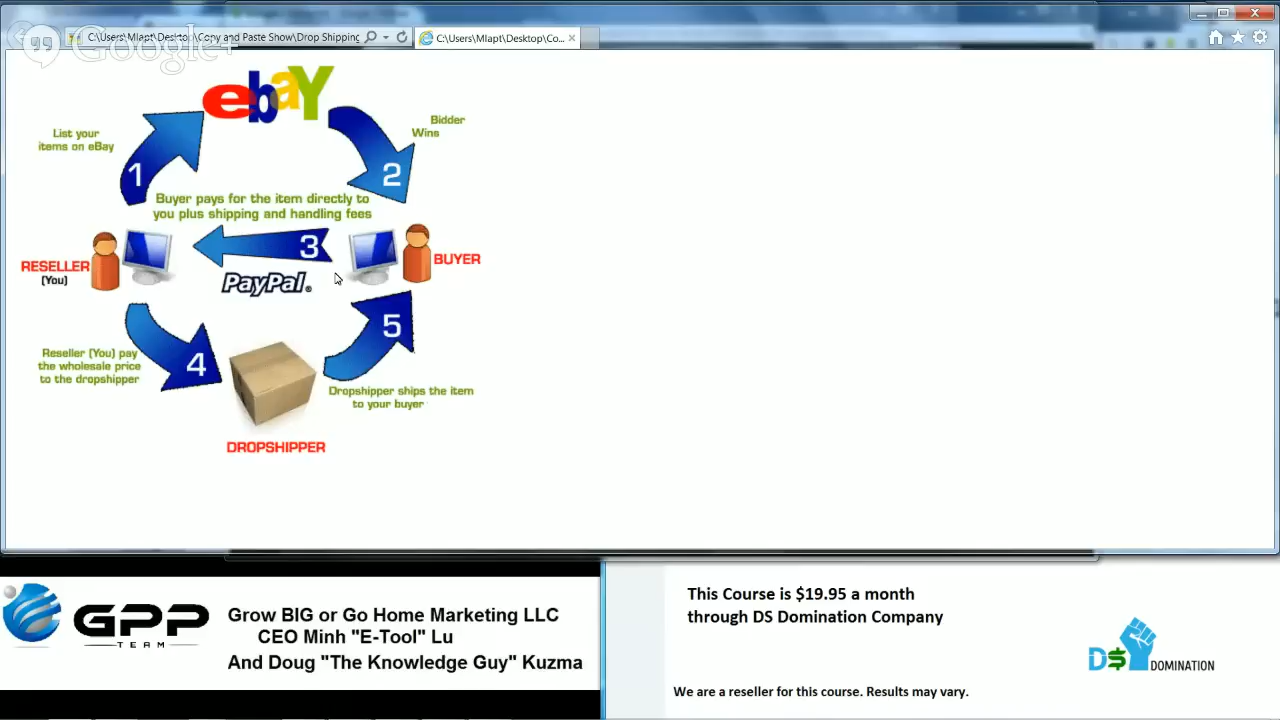 C:\Users\Mlapt\Desktop\Copy and Paste Show\Drop Shipping
C:\Users\Mlapt\Desktop\Co...
Google+
ebay
List your
items on eBay
Bidder
Wins
1
2
Buyer pays for the item directly to
you plus shipping and handling fees
3
RESELLER
(You)
BUYER
PayPal®
5
4
Reseller (You) pay
the wholesale price
to the dropshipper
Dropshipper ships the item
to your buyer
DROPSHIPPER
GPP
TEAM
Grow BIG or Go Home Marketing LLC
CEO Minh "E-Tool" Lu
And Doug "The Knowledge Guy" Kuzma
This Course is $19.95 a month
through DS Domination Company
D$ DOMINATION
We are a reseller for this course. Results may vary.